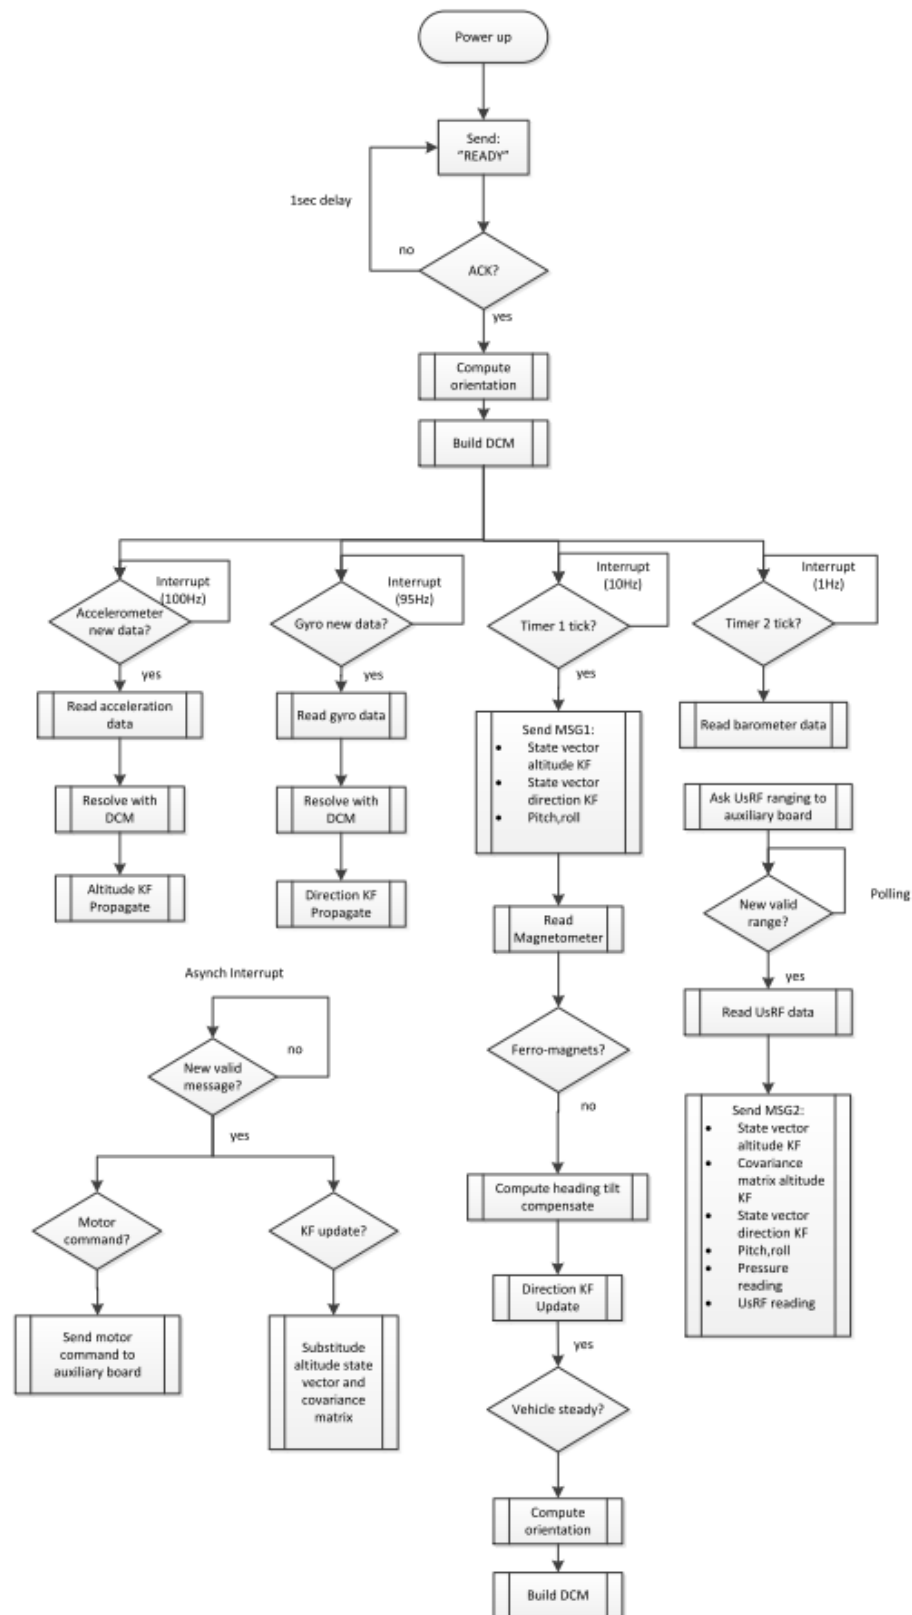 Power up
Send:
"READY"
1sec delay
no
ACK?
yes
Compute
orientation
Build DCM
Interrupt
(100Hz)
Accelerometer
new data?
yes
Read acceleration
data
Resolve with
DCM
Altitude KF
Propagate
Interrupt
(95Hz)
Gyro new data?
yes
Read gyro data
Resolve with
DCM
Direction KF
Propagate
Interrupt
(10Hz)
Timer 1 tick?
yes
Send MSG1:
• State vector
altitude KF
• State vector
direction KF
• Pitch,roll
Read
Magnetometer
Ferro-magnets?
no
Compute heading tilt
compensate
Direction KF
Update
yes
Vehicle steady?
Compute
orientation
Build DCM
Interrupt
(1Hz)
Timer 2 tick?
Read barometer data
Ask UsRF ranging to
auxiliary board
Polling
New valid
range?
yes
Read UsRF data
Send MSG2:
• State vector
altitude KF
• Covariance
matrix altitude
KF
• State vector
direction KF
• Pitch,roll
• Pressure
reading
• UsRF reading
Asynch Interrupt
no
New valid
message?
yes
Motor
command?
Send motor
command to
auxiliary board
KF update?
Substitude
altitude state
vector and
covariance
matrix